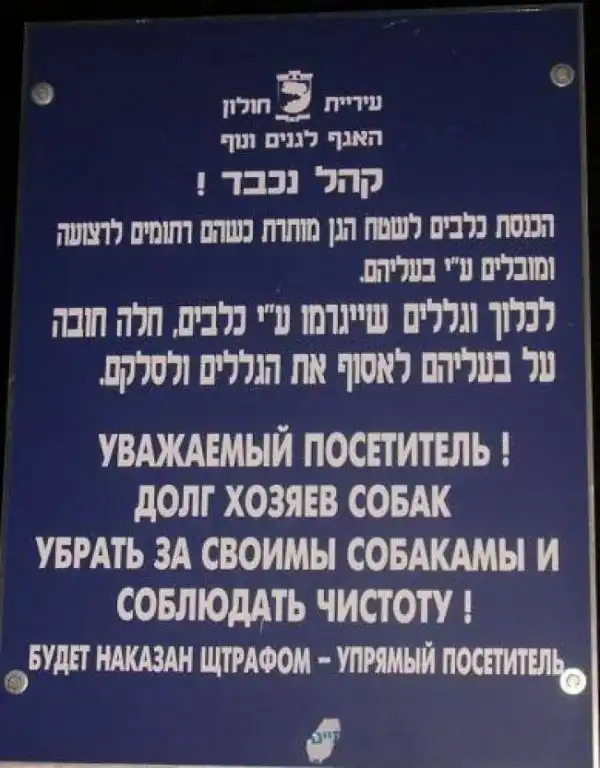 עיריית חולון
האגף לגנים ונוף
קהל נכבד !
הכנסת כלבים לשטח הגן מותרת כשהם רתומים לרצועה
ומובלים ע"י בעליהם.
לכלוך וגללים שייגרמו ע"י כלבים, חלה חובה
על בעליהם לאסוף את הגללים ולסלקם.
УВАЖАЕМЫЙ ПОСЕТИТЕЛЬ !
ДОЛГ ХОЗЯЕВ СОБАК
УБРАТЬ ЗА СВОИМЫ СОБАКАМЫ И
СОБЛЮДАТЬ ЧИСТОТУ !
БУДЕТ НАКАЗАН ЩТРАФОМ – УПРЯМЫЙ ПОСЕТИТЕЛЬ